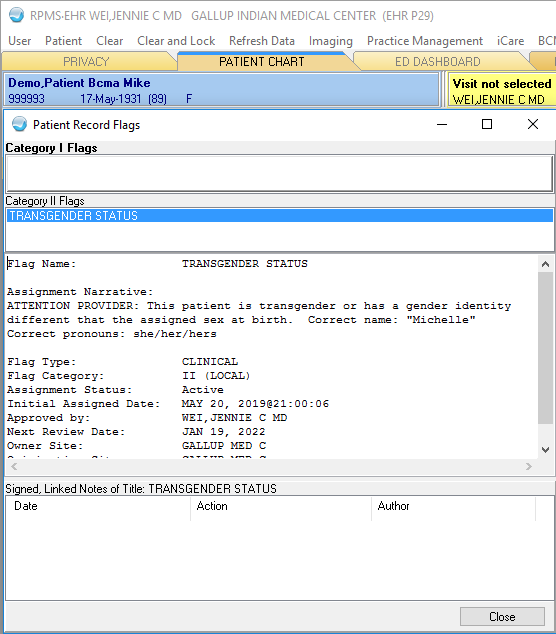 RPMS-EHR WEI,JENNIE C MD GALLUP INDIAN MEDICAL CENTER (EHR P29)
User Patient Clear Clear and Lock Refresh Data Imaging Practice Management iCare BCM
PRIVACY PATIENT CHART ED DASHBOARD
Demo,Patient Bcma Mike Visit not selected
999993 17-May-1931 (89) F WEI,JENNIE C MD
Patient Record Flags
Category I Flags
Category II Flags
TRANSGENDER STATUS
Flag Name: TRANSGENDER STATUS
Assignment Narrative:
ATTENTION PROVIDER: This patient is transgender or has a gender identity
different that the assigned sex at birth. Correct name: "Michelle"
Correct pronouns: she/her/hers
Flag Type: CLINICAL
Flag Category: II (LOCAL)
Assignment Status: Active
Initial Assigned Date: MAY 20, 2019@21:00:06
Approved by: WEI,JENNIE C MD
Next Review Date: JAN 19, 2022
Owner Site: GALLUP MED C
Signed, Linked Notes of Title: TRANSGENDER STATUS
Date Action Author
Close